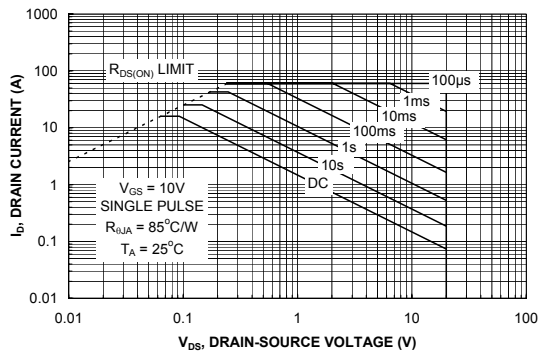 1000
100
10
1
0.1
0.01
I_D, DRAIN CURRENT (A)
R_DS(ON) LIMIT
100µs
1ms
10ms
100ms
1s
10s
DC
V_GS = 10V
SINGLE PULSE
R_θJA = 85°C/W
T_A = 25°C
0.01
0.1
1
10
100
V_DS, DRAIN-SOURCE VOLTAGE (V)